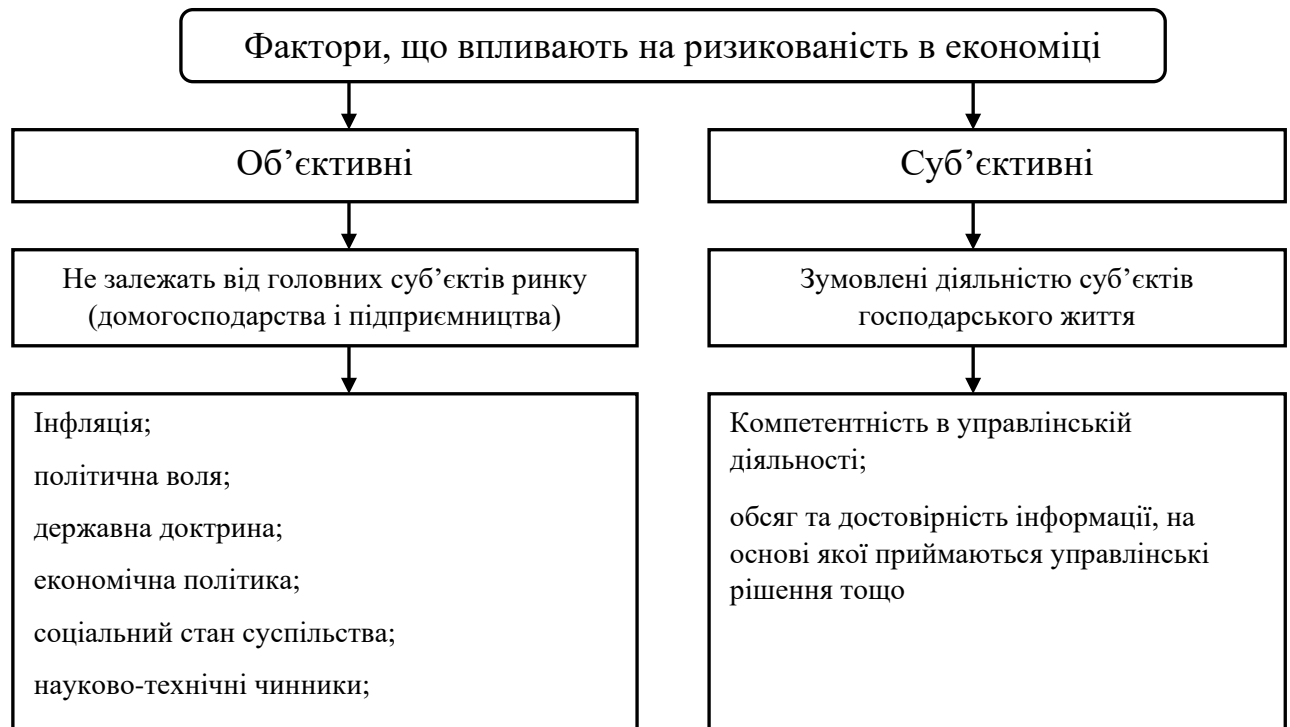 Фактори, що впливають на ризикованість в економіці
Об’єктивні
Суб’єктивні
Не залежать від головних суб’єктів ринку
(домогосподарства і підприємництва)
Зумовлені діяльністю суб’єктів
господарського життя
Інфляція;
політична воля;
державна доктрина;
економічна політика;
соціальний стан суспільства;
науково-технічні чинники;
Компетентність в управлінській
діяльності;
обсяг та достовірність інформації, на
основі якої приймаються управлінські
рішення тощо